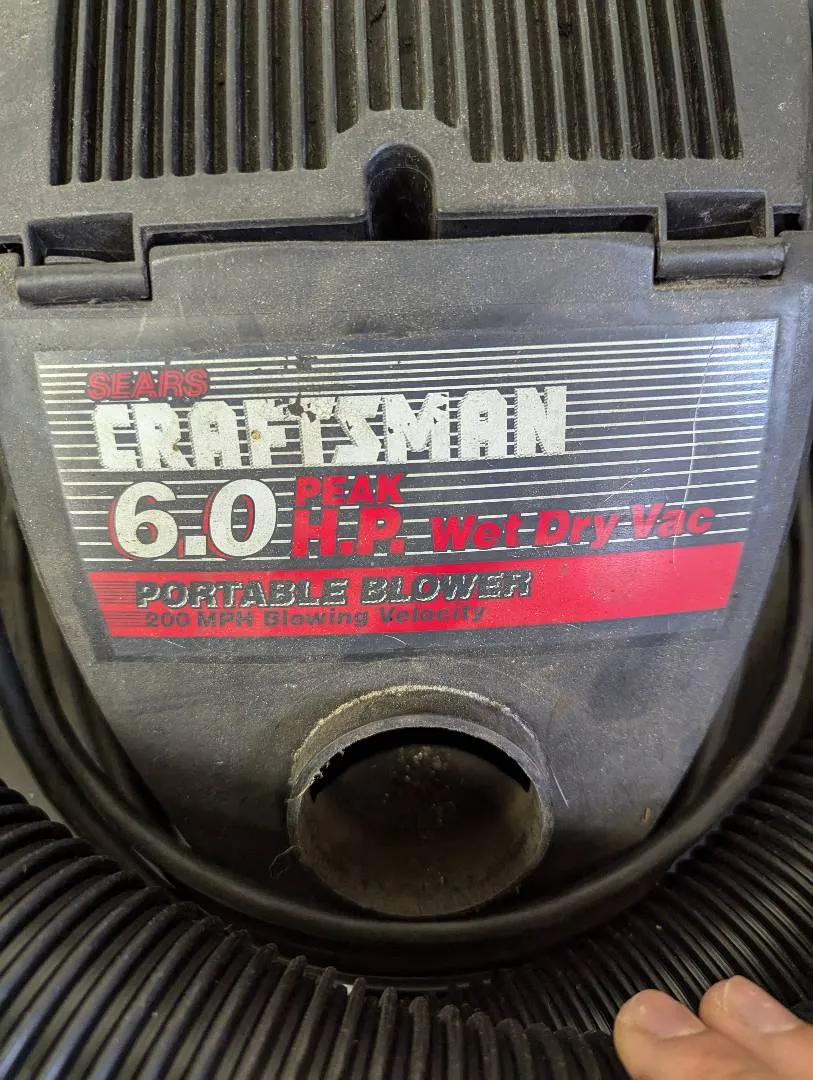 SEARS
CRAFTSMAN
6.0 PEAK H.P. Wet Dry Vac
PORTABLE BLOWER
200 MPH Blowing Velocity